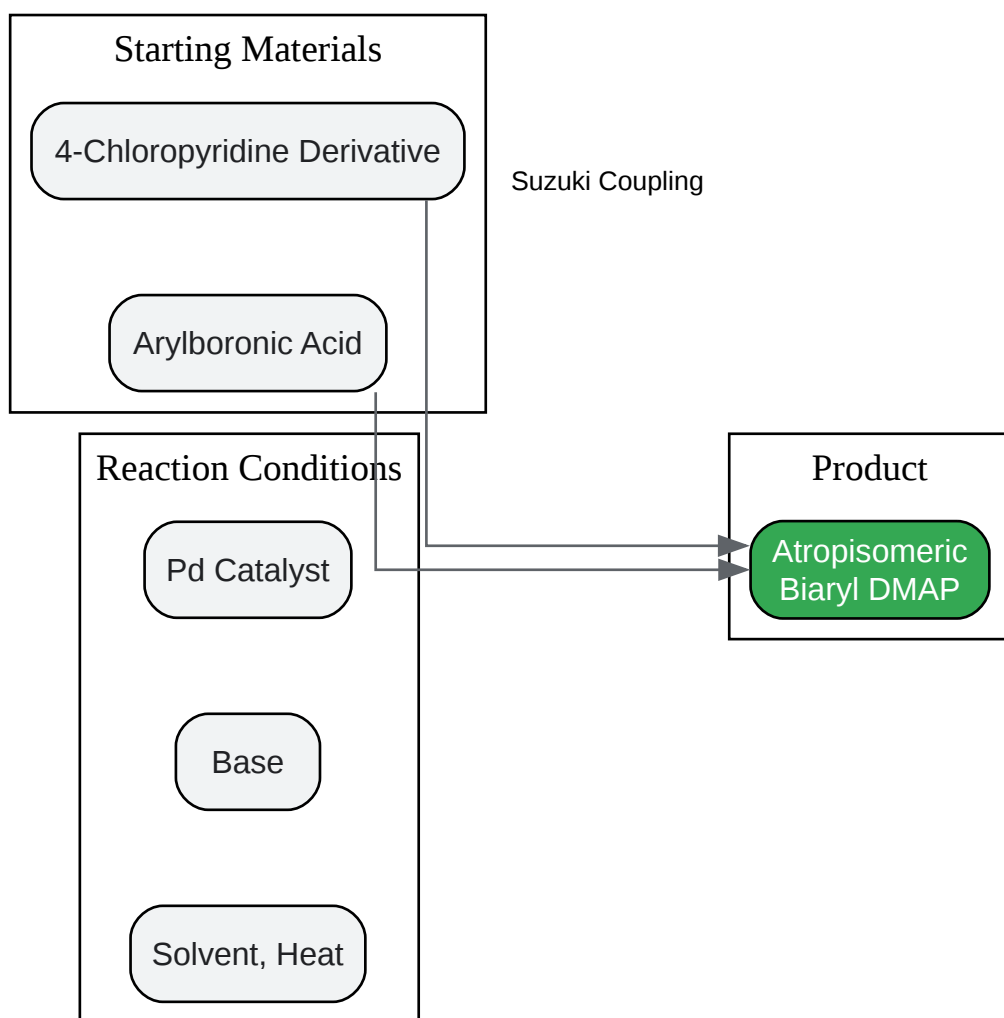 Starting Materials
4-Chloropyridine Derivative
Suzuki Coupling
Arylboronic Acid
Reaction Conditions
Pd Catalyst
Base
Solvent, Heat
Product
Atropisomeric
Biaryl DMAP